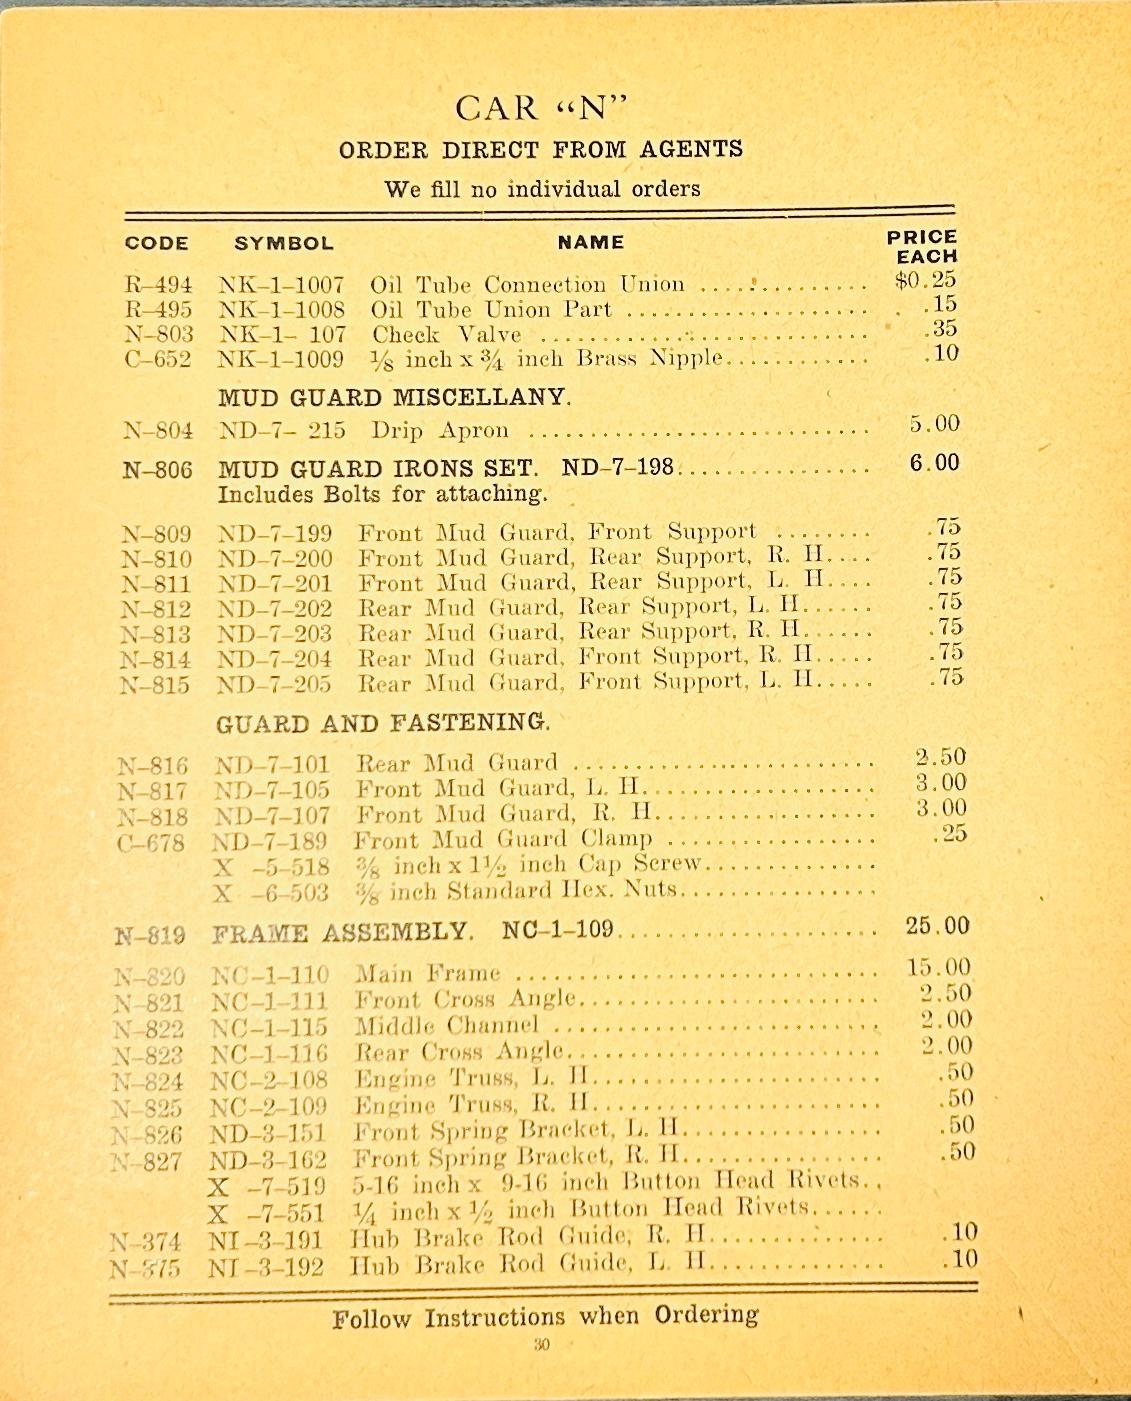 CAR “N”
ORDER DIRECT FROM AGENTS
We fill no individual orders
CODE SYMBOL NAME PRICE EACH
R–494 NK–1–1007 Oil Tube Connection Union .............. $0.25
R–495 NK–1–1008 Oil Tube Union Part .................... .15
N–803 NK–1– 107 Check Valve ........................... .35
C–652 NK–1–1009 ⅛ inch x ¾ inch Brass Nipple............ .10
MUD GUARD MISCELLANY.
N–804 ND–7– 215 Drip Apron ............................ 5.00
N–806 MUD GUARD IRONS SET. ND–7–198................ 6.00
Includes Bolts for attaching.
N–809 ND–7–199 Front Mud Guard, Front Support ........ .75
N–810 ND–7–200 Front Mud Guard, Rear Support, R. H.... .75
N–811 ND–7–201 Front Mud Guard, Rear Support, L. H.... .75
N–812 ND–7–202 Rear Mud Guard, Rear Support, L. H...... .75
N–813 ND–7–203 Rear Mud Guard, Rear Support, R. H...... .75
N–814 ND–7–204 Rear Mud Guard, Front Support, R. H..... .75
N–815 ND–7–205 Rear Mud Guard, Front Support, L. H..... .75
GUARD AND FASTENING.
N–816 ND–7–101 Rear Mud Guard ......................... 2.50
N–817 ND–7–105 Front Mud Guard, L. H................... 3.00
N–818 ND–7–107 Front Mud Guard, R. H.................. 3.00
C–678 ND–7–189 Front Mud Guard Clamp ................. .25
X –5–518 ⅜ inch x 1½ inch Cap Screw..............
X –6–503 ⅜ inch Standard Hex. Nuts................
N–819 FRAME ASSEMBLY. NC–1–109..................... 25.00
N–820 NC–1–110 Main Frame ............................. 15.00
N–821 NC–1–111 Front Cross Angle........................ 2.50
N–822 NC–1–115 Middle Channel .......................... 2.00
N–823 NC–1–116 Rear Cross Angle......................... 2.00
N–824 NC–2–108 Engine Truss, L. H....................... .50
N–825 NC–2–109 Engine Truss, R. H....................... .50
N–826 ND–3–151 Front Spring Bracket, L. H................ .50
N–827 ND–3–162 Front Spring Bracket, R. H................ .50
X –7–519 5-16 inch x 9-16 inch Button Head Rivets..
X –7–551 ¼ inch x ½ inch Button Head Rivets......
N–374 NI–3–191 Hub Brake Rod Guide, R. H.............. .10
N–375 NI–3–192 Hub Brake Rod Guide, L. H.............. .10
Follow Instructions when Ordering
30